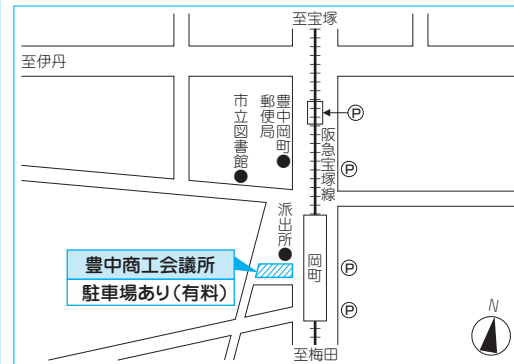 至宝塚
至伊丹
Ⓟ
市立図書館
豊中岡町
郵便局
阪急宝塚線
Ⓟ
派出所
岡町
豊中商工会議所
駐車場あり（有料）
Ⓟ
Ⓟ
至梅田
N